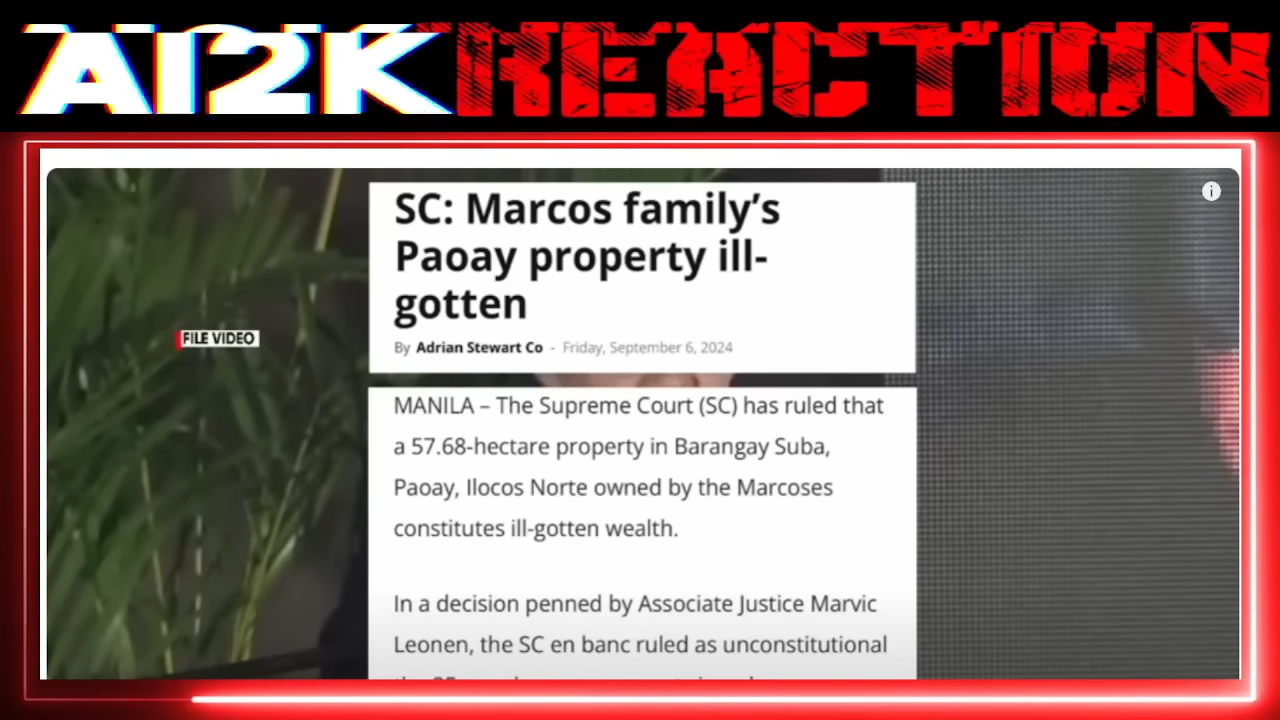 AI2K REACTION
SC: Marcos family's
Paoay property ill-
gotten
By Adrian Stewart Co - Friday, September 6, 2024
FILE VIDEO
MANILA – The Supreme Court (SC) has ruled that
a 57.68-hectare property in Barangay Suba,
Paoay, Ilocos Norte owned by the Marcoses
constitutes ill-gotten wealth.
In a decision penned by Associate Justice Marvic
Leonen, the SC en banc ruled as unconstitutional